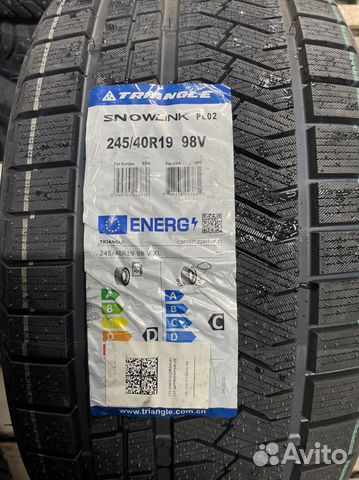 TRIANGLE
SNOWLINK PL02
245/40R19 98V
For Europe EAN For USA UPC
ENERG
TRIANGLE
245/40R19 98 V XL
A
B
C
D
E
D
A
B
C
D
E
C
www.triangle.com.cn
Avito